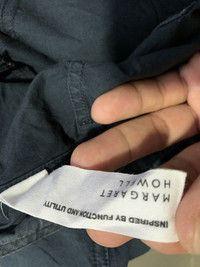 MARGARET
HOWELL
INSPIRED BY FUNCTION AND UTILITY